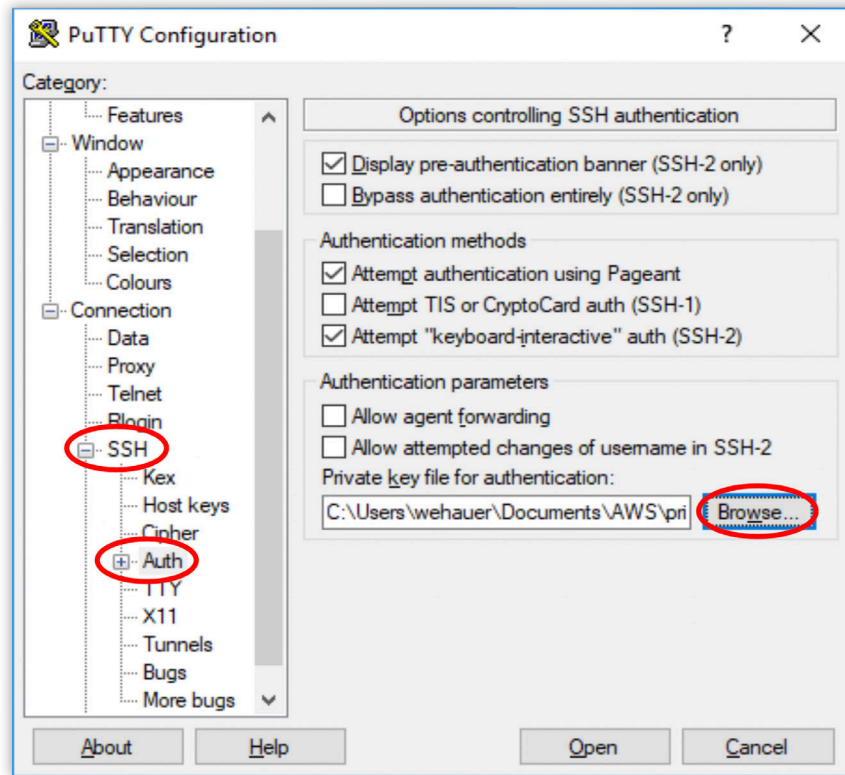 PuTTY Configuration
?
Category:
Features
Window
Appearance
Behaviour
Translation
Selection
Colours
Connection
Data
Proxy
Telnet
Rlogin
SSH
Kex
Host keys
Cipher
Auth
TTY
X11
Tunnels
Bugs
More bugs
Options controlling SSH authentication
Display pre-authentication banner (SSH-2 only)
Bypass authentication entirely (SSH-2 only)
Authentication methods
Attempt authentication using Pageant
Attempt TIS or CryptoCard auth (SSH-1)
Attempt "keyboard-interactive" auth (SSH-2)
Authentication parameters
Allow agent forwarding
Allow attempted changes of username in SSH-2
Private key file for authentication:
C:\Users\wehauer\Documents\AWS\pri Browse...
About Help Open Cancel